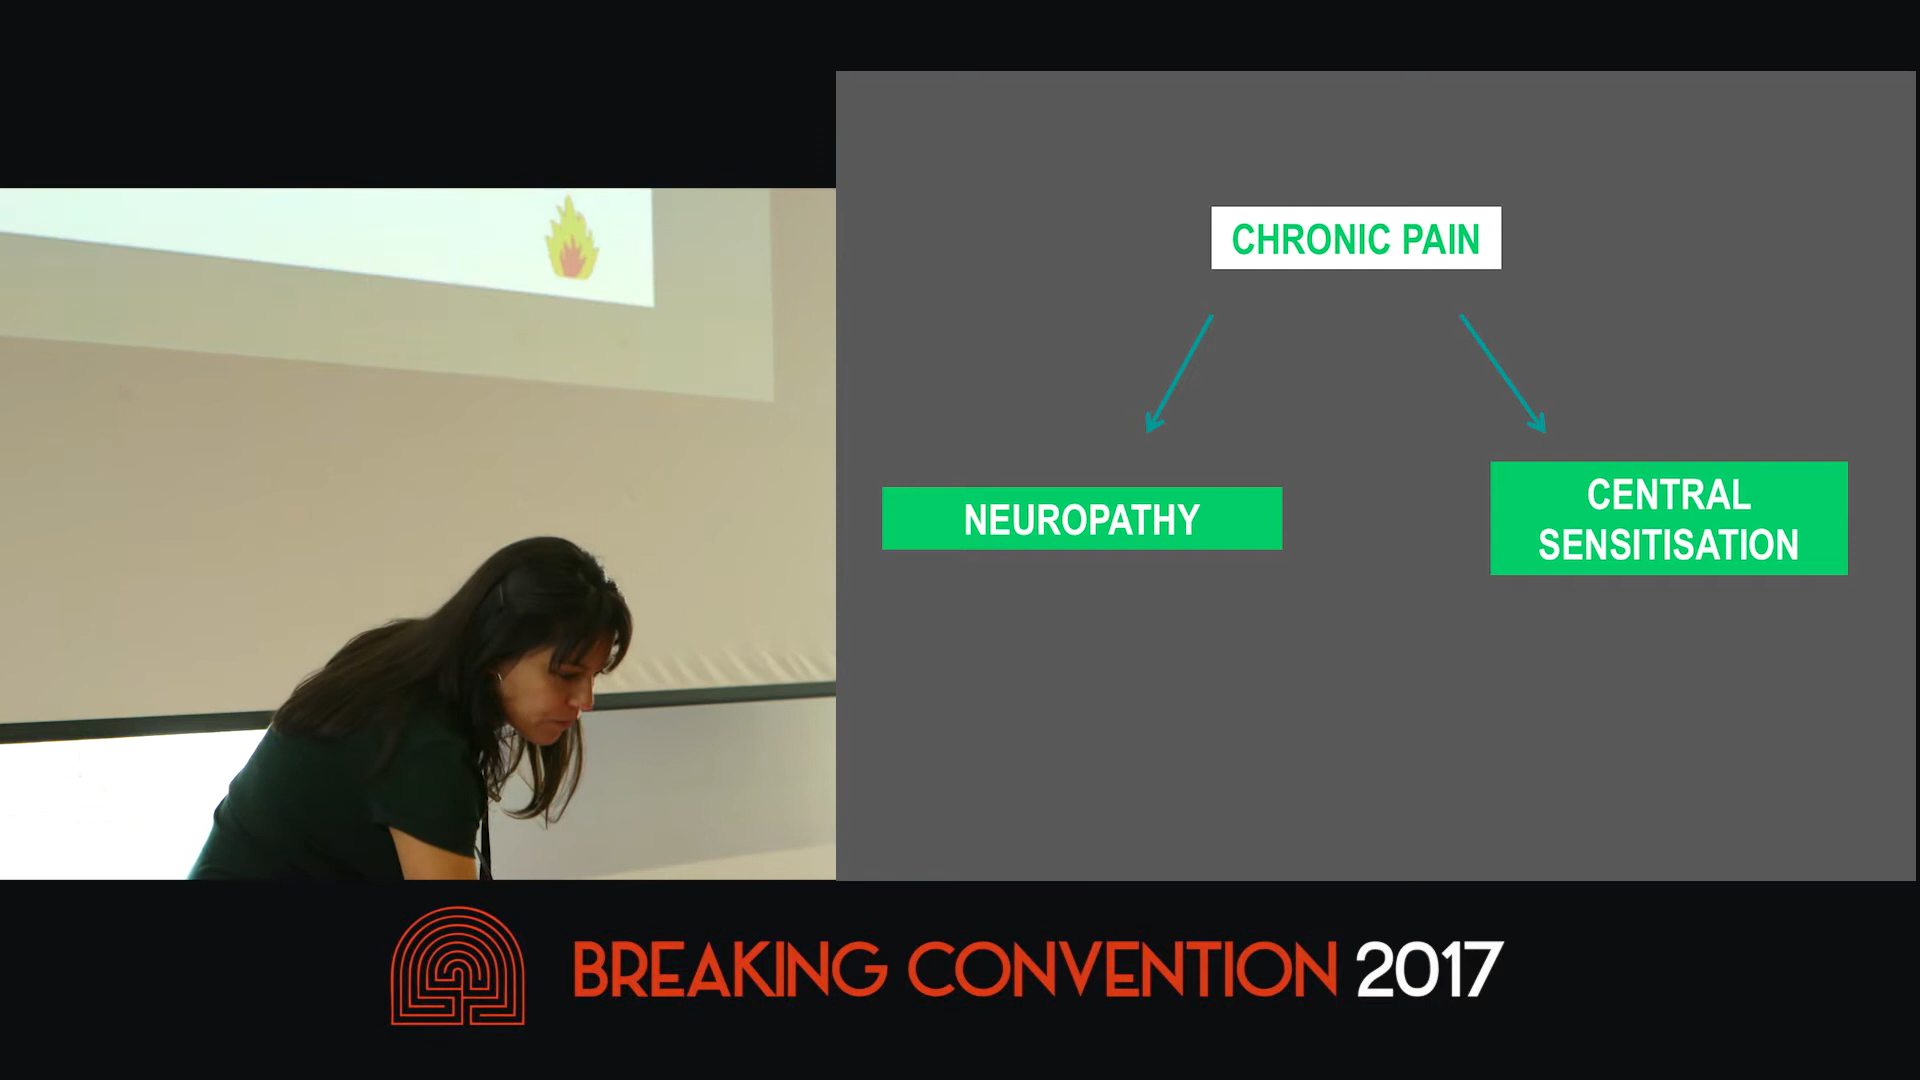 CHRONIC PAIN
NEUROPATHY
CENTRAL
SENSITISATION
BREAKING CONVENTION 2017